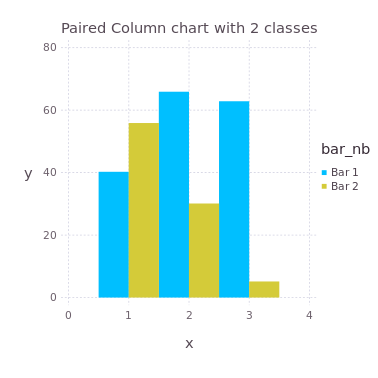 Paired Column chart with 2 classes
80
60
40
20
0
y
0 1 2 3 4
x
bar_nb
Bar 1
Bar 2